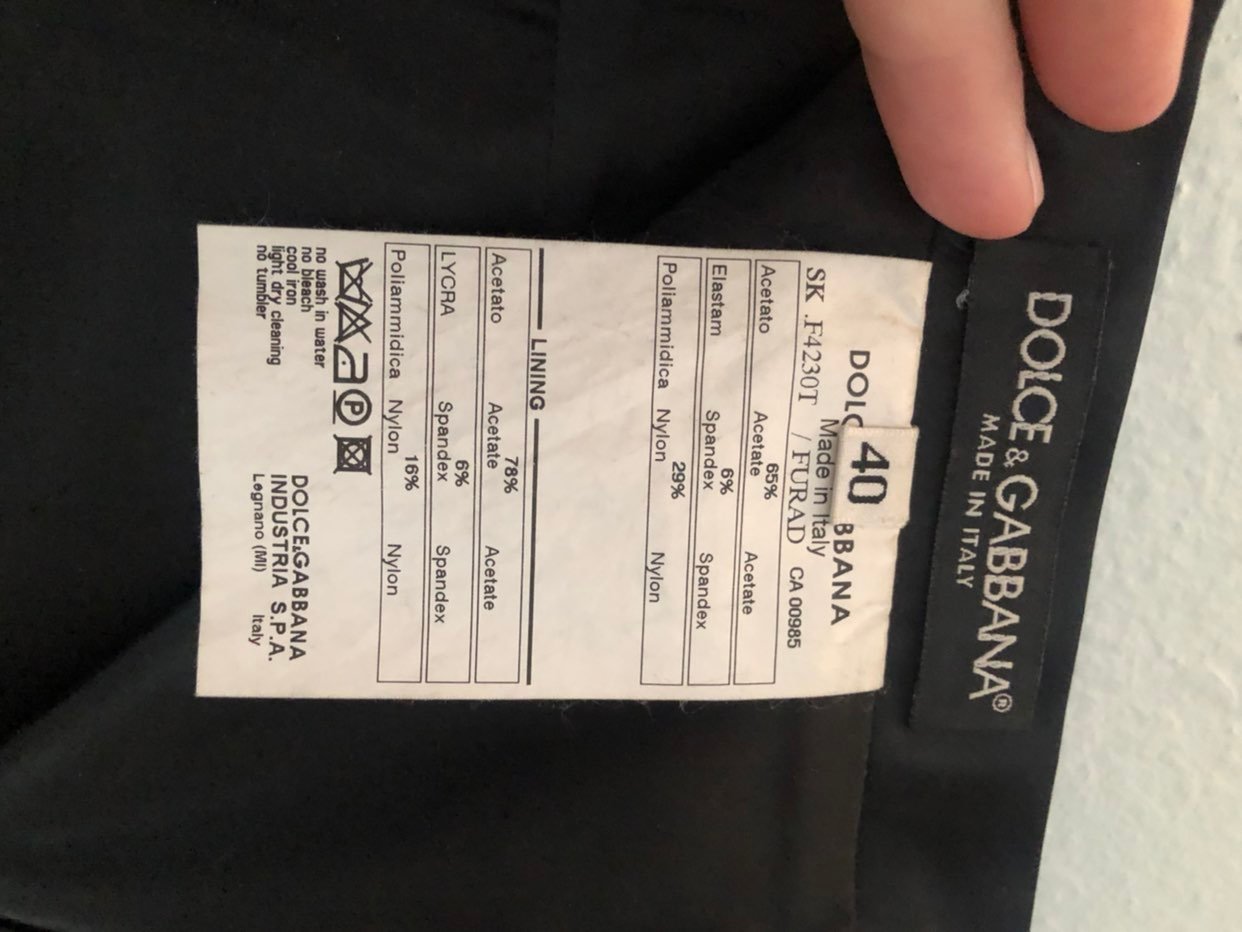 DOLCE & GABBANA®
MADE IN ITALY
40
DOLC BBANA
Made in Italy
SK .F4230T / FURAD CA 00985
Acetato 65% Acetate Acetate
Elastam 6% Spandex Spandex
Poliammidica 29% Nylon Nylon
LINING
Acetato 78% Acetate Acetate
LYCRA 6% Spandex Spandex
Poliammidica 16% Nylon Nylon
P
no wash in water
no bleach
cool iron
light dry cleaning
no tumbler
DOLCE&GABBANA
INDUSTRIA S.P.A.
Legnano (MI) Italy